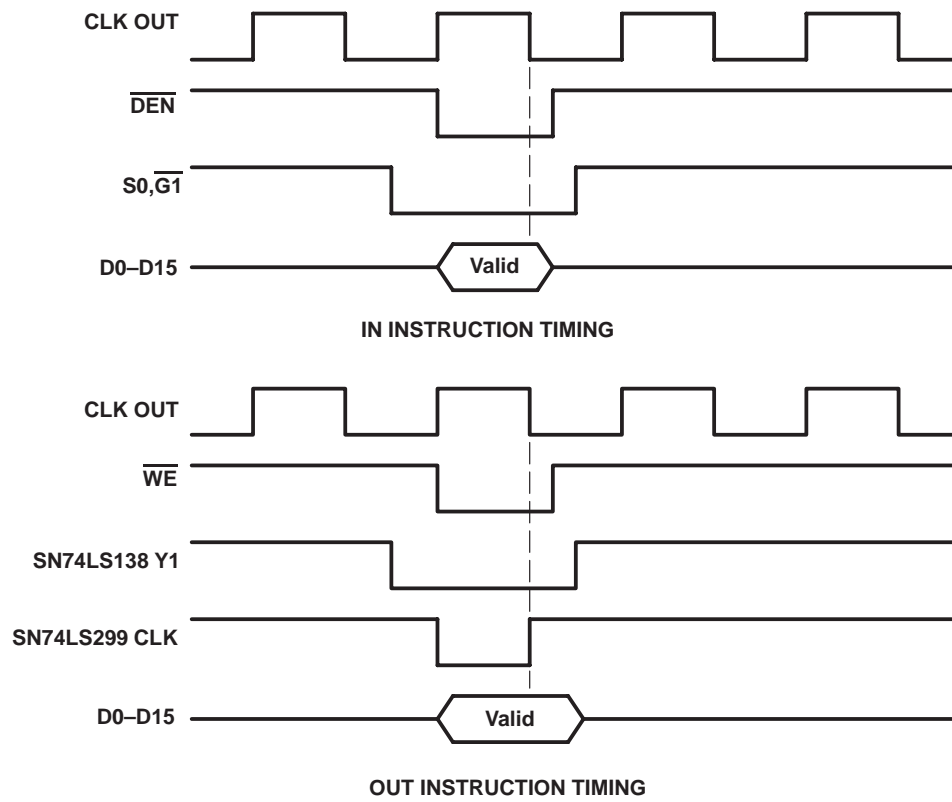 CLK OUT
DEN
S0,G1
D0–D15
Valid
IN INSTRUCTION TIMING
CLK OUT
WE
SN74LS138 Y1
SN74LS299 CLK
D0–D15
Valid
OUT INSTRUCTION TIMING